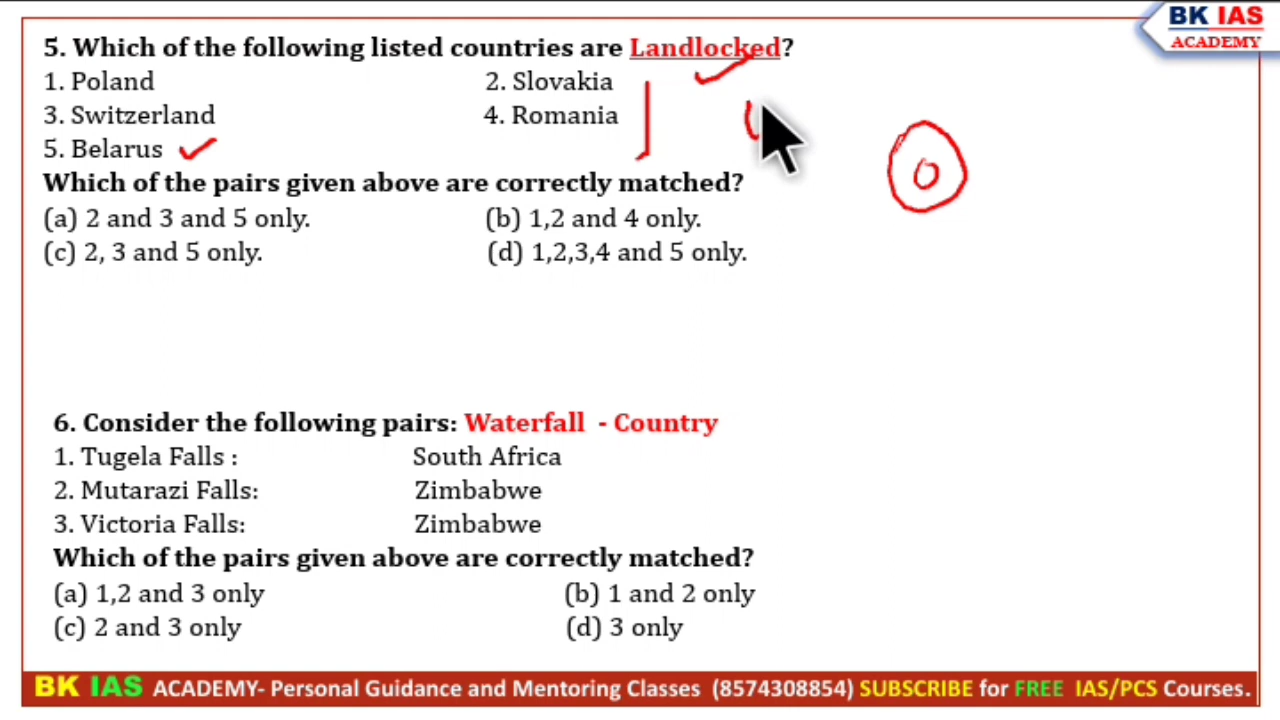 BK IAS
ACADEMY
5. Which of the following listed countries are Landlocked?
1. Poland 2. Slovakia
3. Switzerland 4. Romania
5. Belarus
Which of the pairs given above are correctly matched?
(a) 2 and 3 and 5 only. (b) 1,2 and 4 only.
(c) 2, 3 and 5 only. (d) 1,2,3,4 and 5 only.
6. Consider the following pairs: Waterfall - Country
1. Tugela Falls : South Africa
2. Mutarazi Falls: Zimbabwe
3. Victoria Falls: Zimbabwe
Which of the pairs given above are correctly matched?
(a) 1,2 and 3 only (b) 1 and 2 only
(c) 2 and 3 only (d) 3 only
BK IAS ACADEMY- Personal Guidance and Mentoring Classes (8574308854) SUBSCRIBE for FREE IAS/PCS Courses.